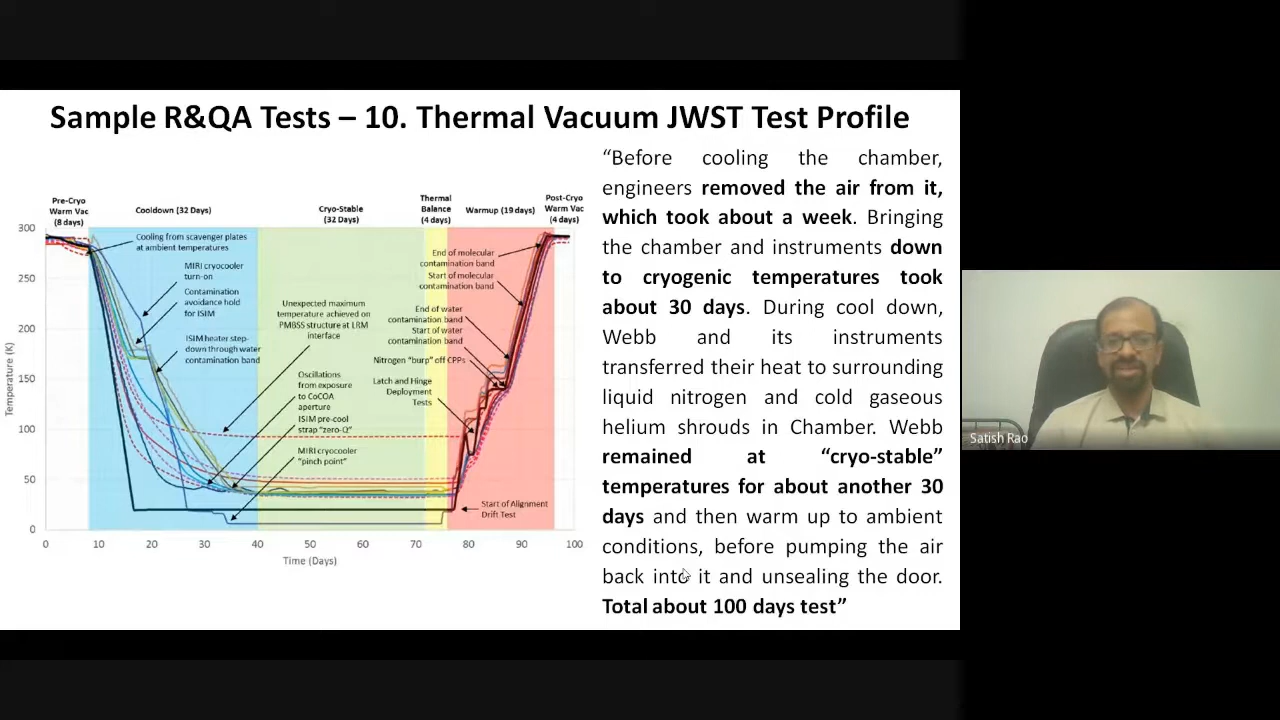 Sample R&QA Tests – 10. Thermal Vacuum JWST Test Profile
Pre-Cryo
Warm Vac
(8 days)
Cooldown (32 Days)
Cryo-Stable
(32 Days)
Thermal
Balance
(4 days)
Warmup (19 days)
Post-Cryo
Warm Vac
(4 days)
300
250
200
150
100
50
0
Temperature (K)
Cooling from scavenger plates
at ambient temperatures
MIRI cryocooler
turn-on
Contamination
avoidance hold
for ISIM
ISIM heater step-
down through water
contamination band
Unexpected maximum
temperature achieved on
PMBSS structure at LRM
interface
Oscillations
from exposure
to CoCOA
aperture
ISIM pre-cool
strap "zero-Q"
MIRI cryocooler
"pinch point"
End of molecular
contamination band
Start of molecular
contamination band
End of water
contamination band
Start of water
contamination band
Nitrogen "burp" off CPPs
Latch and Hinge
Deployment
Tests
Start of Alignment
Drift Test
0 10 20 30 40 50 60 70 80 90 100
Time (Days)
“Before cooling the chamber,
engineers removed the air from it,
which took about a week. Bringing
the chamber and instruments down
to cryogenic temperatures took
about 30 days. During cool down,
Webb and its instruments
transferred their heat to surrounding
liquid nitrogen and cold gaseous
helium shrouds in Chamber. Webb
remained at “cryo-stable”
temperatures for about another 30
days and then warm up to ambient
conditions, before pumping the air
back into it and unsealing the door.
Total about 100 days test”
Satish Rao